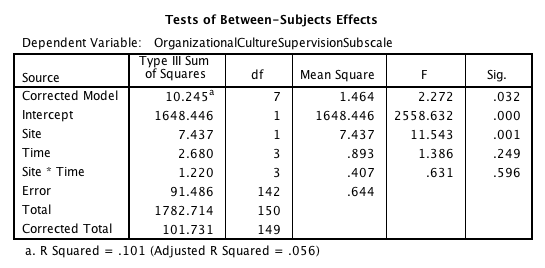 Tests of Between-Subjects Effects
Dependent Variable: OrganizationalCultureSupervisionSubscale
Source Type III Sum of Squares df Mean Square F Sig.
Corrected Model 10.245a 7 1.464 2.272 .032
Intercept 1648.446 1 1648.446 2558.632 .000
Site 7.437 1 7.437 11.543 .001
Time 2.680 3 .893 1.386 .249
Site * Time 1.220 3 .407 .631 .596
Error 91.486 142 .644
Total 1782.714 150
Corrected Total 101.731 149
a. R Squared = .101 (Adjusted R Squared = .056)